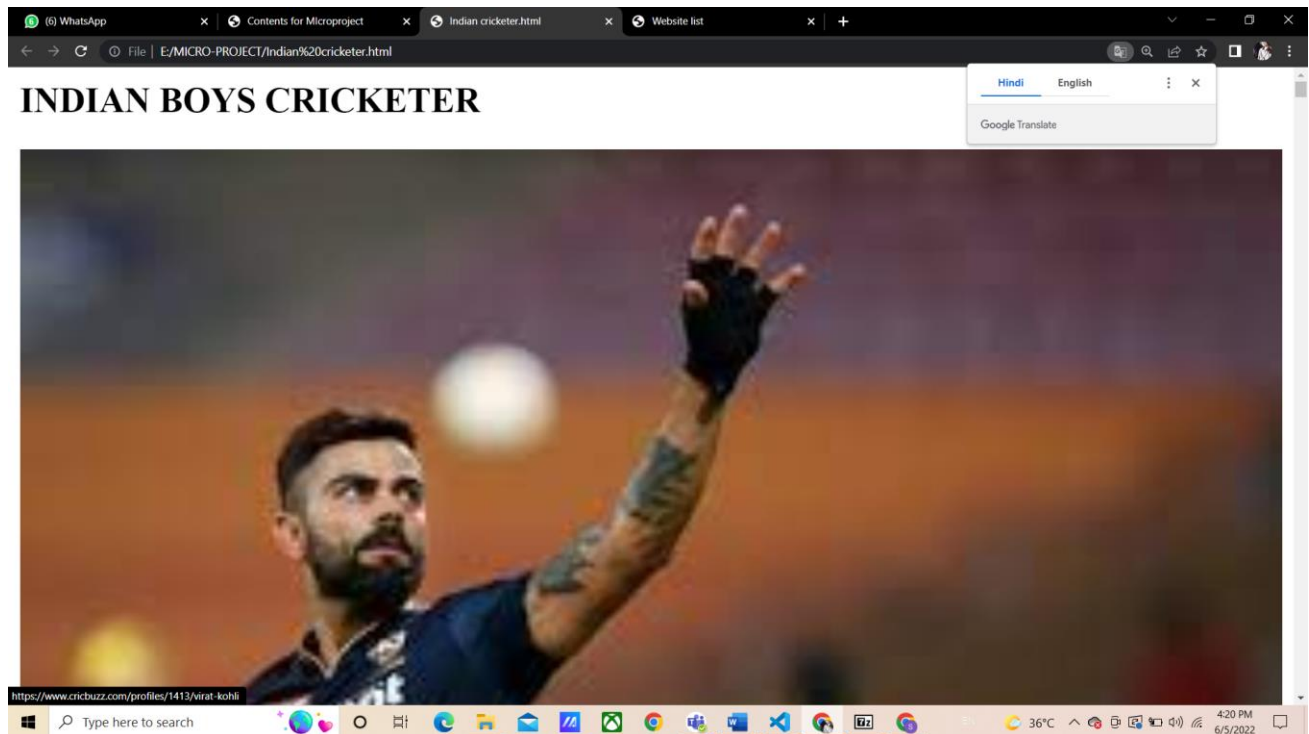 (6) WhatsApp
Contents for Microproject
Indian cricketer.html
Website list
File | E:/MICRO-PROJECT/Indian%20cricketer.html
Hindi English
Google Translate
INDIAN BOYS CRICKETER
https://www.cricbuzz.com/profiles/1413/virat-kohli
Type here to search
36°C
4:20 PM
6/5/2022